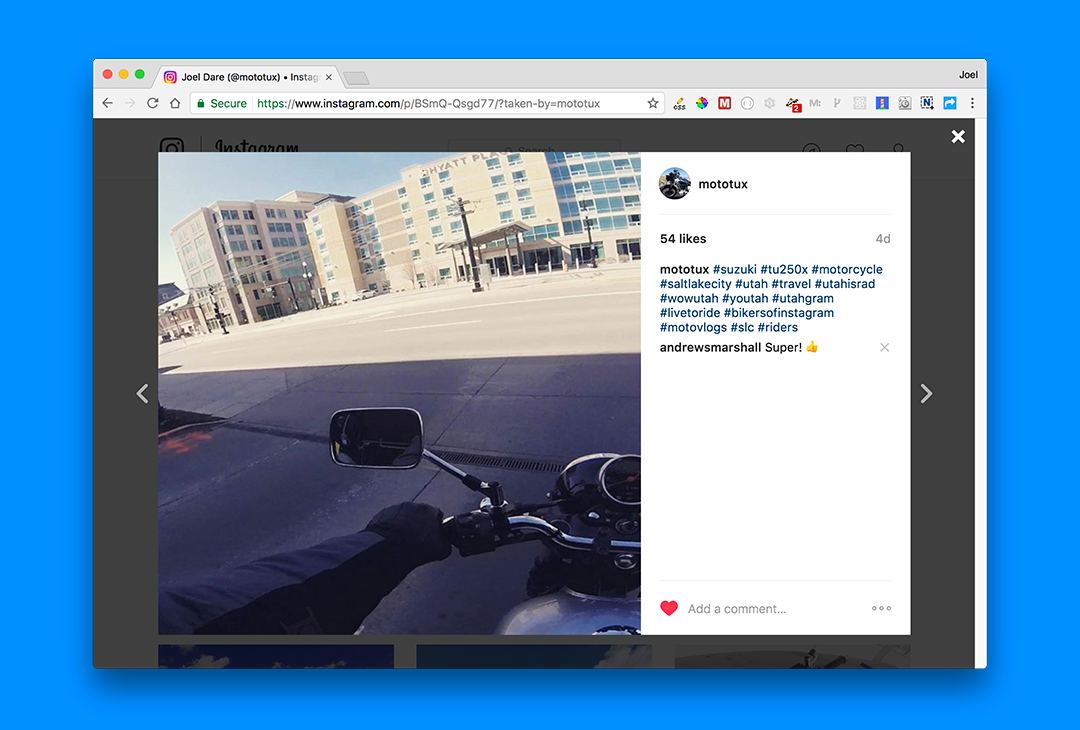 Joel Dare (@mototux) • Instag
Joel
Secure https://www.instagram.com/p/BSmQ-Qsgd77/?taken-by=mototux
css
M
2
M:
N
Instagram
Search
HYATT PLACE
mototux
54 likes 4d
mototux #suzuki #tu250x #motorcycle
#saltlakecity #utah #travel #utahisrad
#wowutah #youtah #utahgram
#livetoride #bikersofinstagram
#motovlogs #slc #riders
andrewsmarshall Super! 👍
Add a comment...